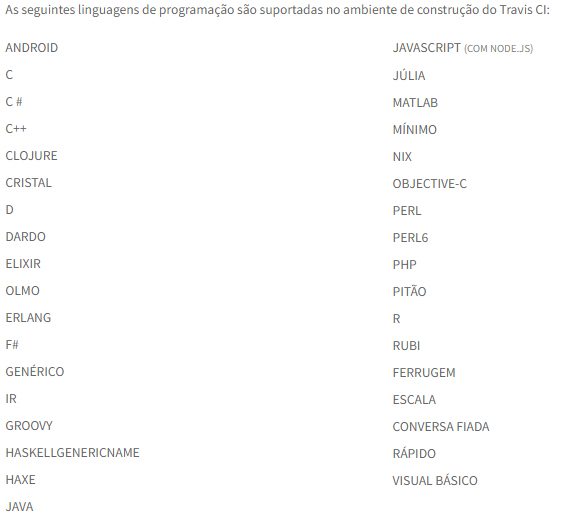 As seguintes linguagens de programação são suportadas no ambiente de construção do Travis CI:
ANDROID
C
C #
C++
CLOJURE
CRISTAL
D
DARDO
ELIXIR
OLMO
ERLANG
F#
GENÉRICO
IR
GROOVY
HASKELLGENERICNAME
HAXE
JAVA
JAVASCRIPT (COM NODE.JS)
JÚLIA
MATLAB
MÍNIMO
NIX
OBJECTIVE-C
PERL
PERL6
PHP
PITÃO
R
RUBI
FERRUGEM
ESCALA
CONVERSA FIADA
RÁPIDO
VISUAL BÁSICO